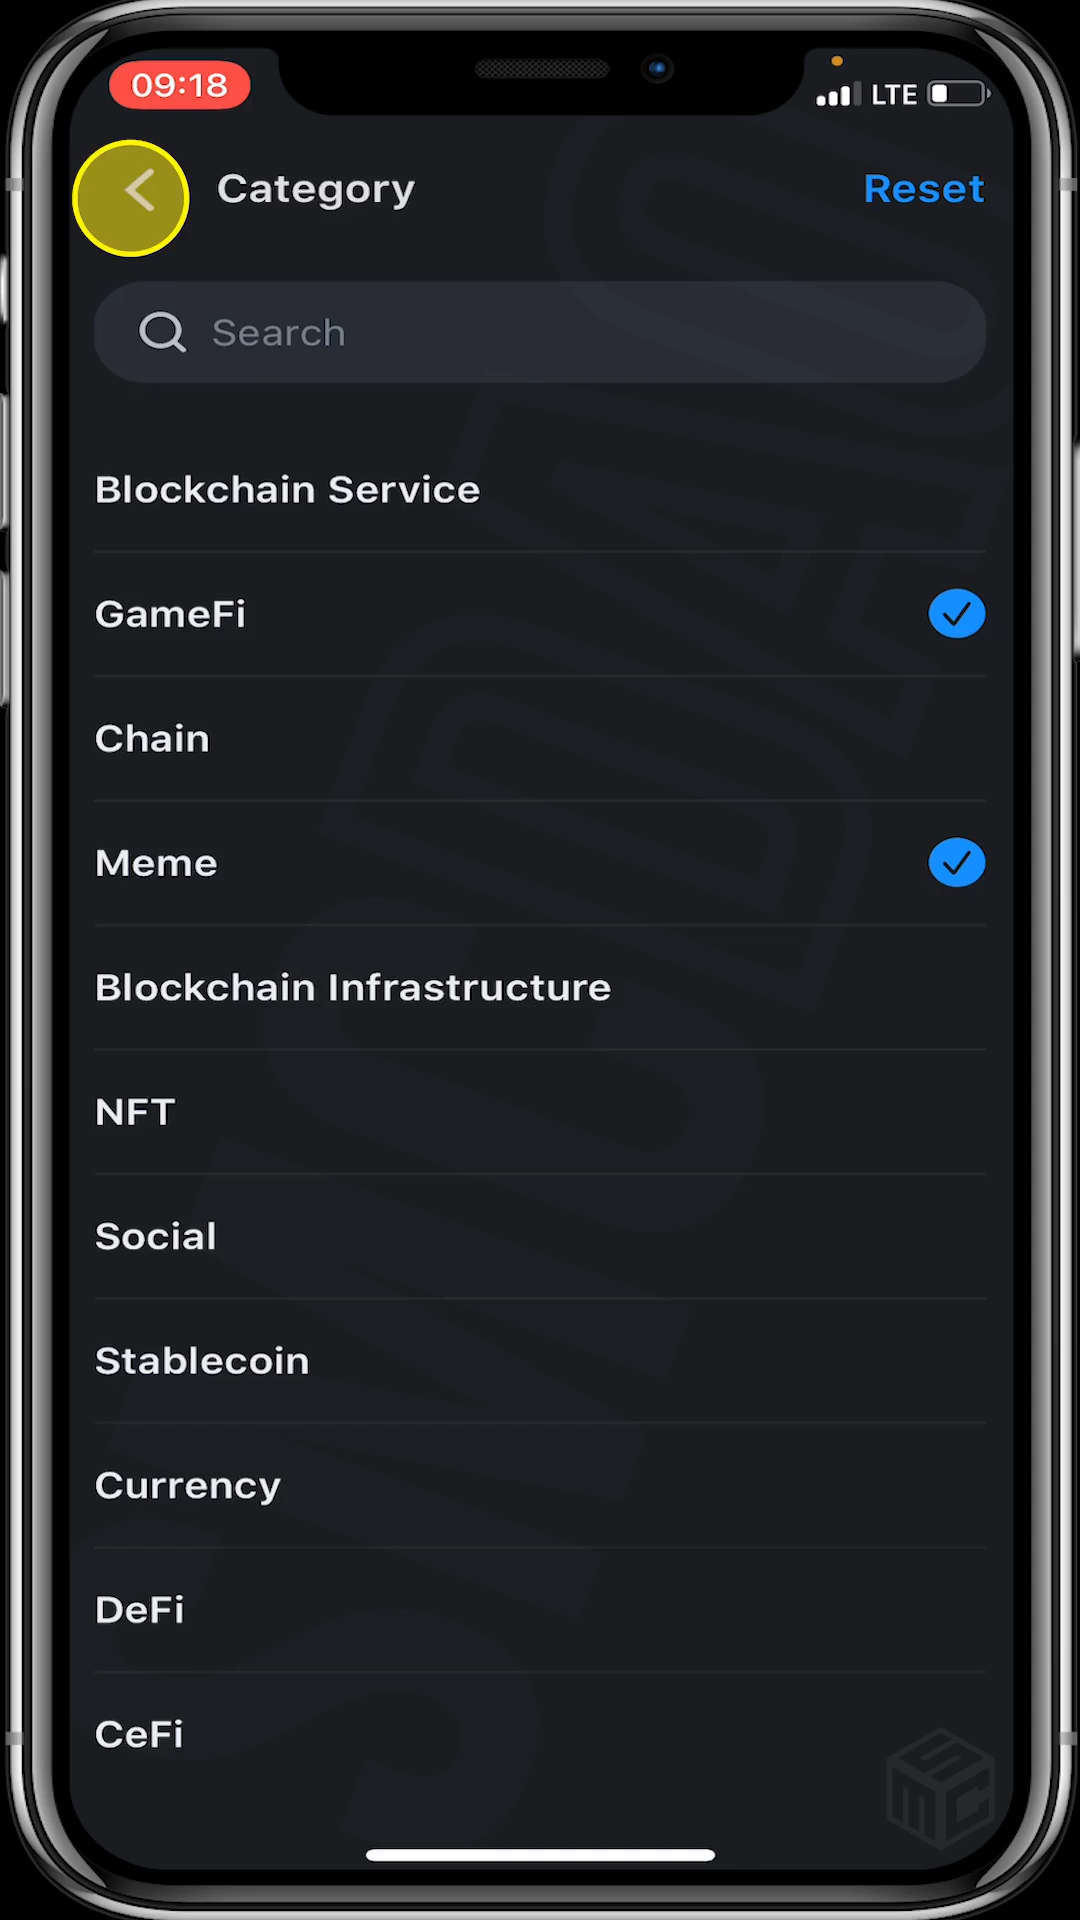 09:18
LTE
Category
Reset
Search
Blockchain Service
GameFi
Chain
Meme
Blockchain Infrastructure
NFT
Social
Stablecoin
Currency
DeFi
CeFi